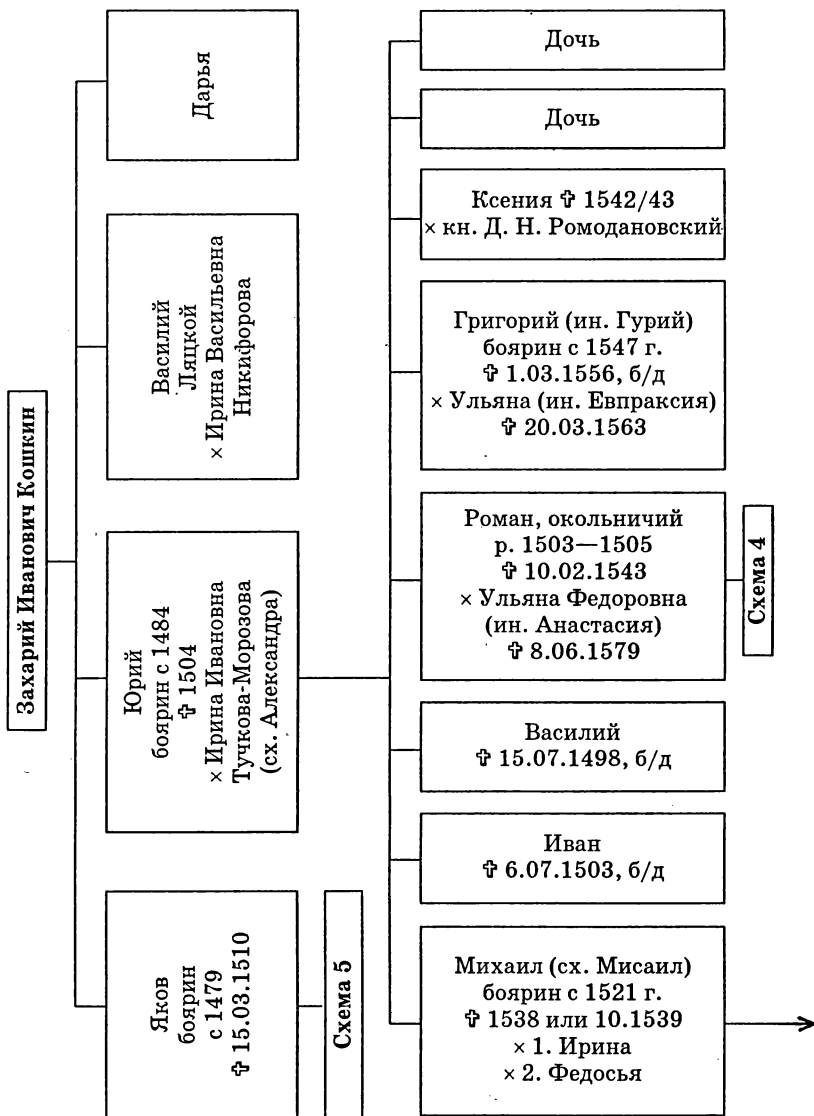 Захарий Иванович Кошкин
Яков
боярин
с 1479
✞ 15.03.1510
Схема 5
Юрий
боярин с 1484
✞ 1504
× Ирина Ивановна
Тучкова-Морозова
(сх. Александра)
Василий
Ляцкой
× Ирина Васильевна
Никифорова
Дарья
Дочь
Дочь
Ксения ✞ 1542/43
× кн. Д. Н. Ромодановский
Григорий (ин. Гурий)
боярин с 1547 г.
✞ 1.03.1556, б/д
× Ульяна (ин. Евпраксия)
✞ 20.03.1563
Роман, окольничий
р. 1503—1505
✞ 10.02.1543
× Ульяна Федоровна
(ин. Анастасия)
✞ 8.06.1579
Схема 4
Василий
✞ 15.07.1498, б/д
Иван
✞ 6.07.1503, б/д
Михаил (сх. Мисаил)
боярин с 1521 г.
✞ 1538 или 10.1539
× 1. Ирина
× 2. Федосья